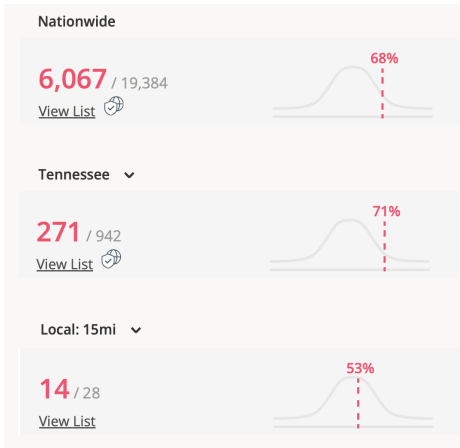 Nationwide
68%
6,067 / 19,384
View List
Tennessee
71%
271 / 942
View List
Local: 15mi
53%
14 / 28
View List